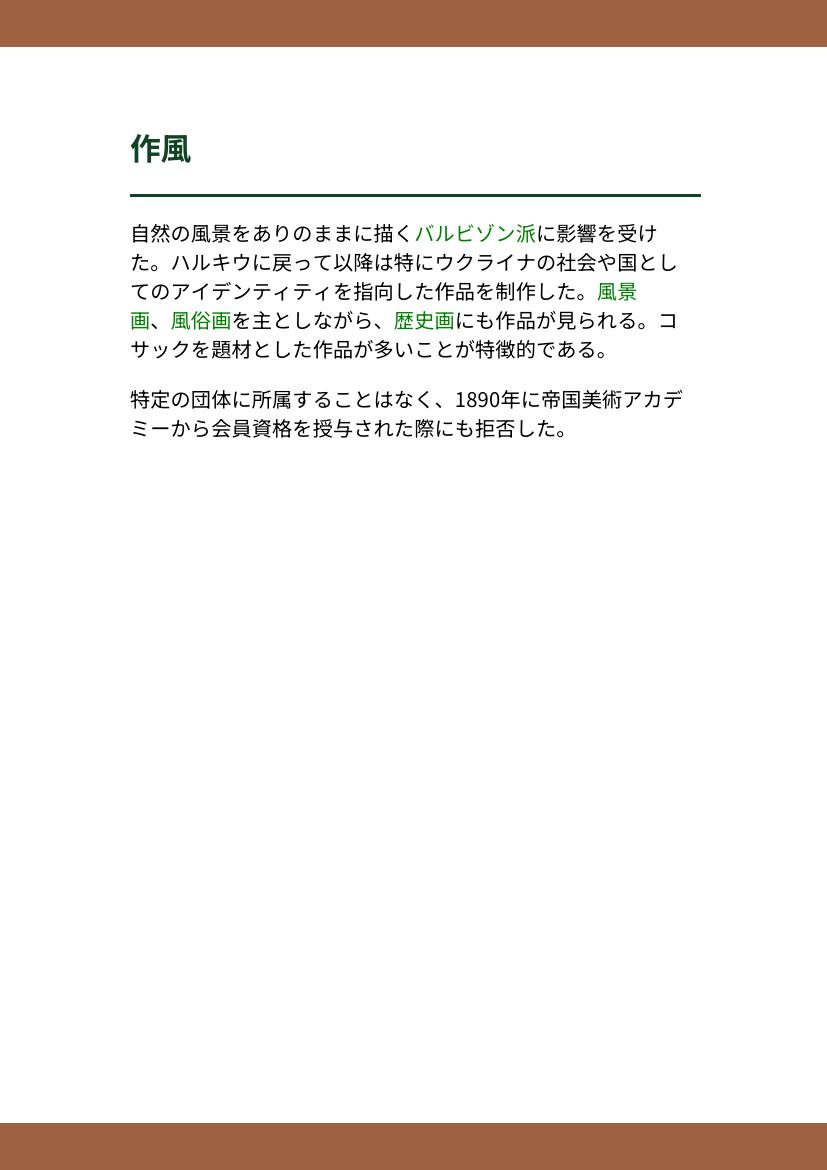 作風
自然の風景をありのままに描くバルビゾン派に影響を受け
た。ハルキウに戻って以降は特にウクライナの社会や国とし
てのアイデンティティを指向した作品を制作した。風景
画、風俗画を主としながら、歴史画にも作品が見られる。コ
サックを題材とした作品が多いことが特徴的である。
特定の団体に所属することはなく、1890年に帝国美術アカデ
ミーから会員資格を授与された際にも拒否した。